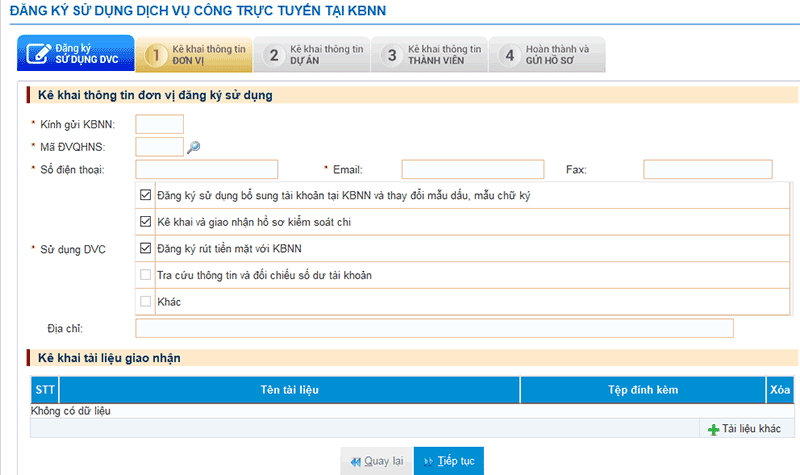 ĐĂNG KÝ SỬ DỤNG DỊCH VỤ CÔNG TRỰC TUYẾN TẠI KBNN
Đăng ký
SỬ DỤNG DVC
1 Kê khai thông tin
ĐƠN VỊ
2 Kê khai thông tin
DỰ ÁN
3 Kê khai thông tin
THÀNH VIÊN
4 Hoàn thành và
GỬI HỒ SƠ
Kê khai thông tin đơn vị đăng ký sử dụng
* Kính gửi KBNN:
* Mã ĐVQHNS:
* Số điện thoại: * Email: Fax:
Đăng ký sử dụng bổ sung tài khoản tại KBNN và thay đổi mẫu dấu, mẫu chữ ký
Kê khai và giao nhận hồ sơ kiểm soát chi
* Sử dụng DVC Đăng ký rút tiền mặt với KBNN
Tra cứu thông tin và đối chiếu số dư tài khoản
Khác
Địa chỉ:
Kê khai tài liệu giao nhận
STT Tên tài liệu Tệp đính kèm Xóa
Không có dữ liệu
Tài liệu khác
Quay lại Tiếp tục